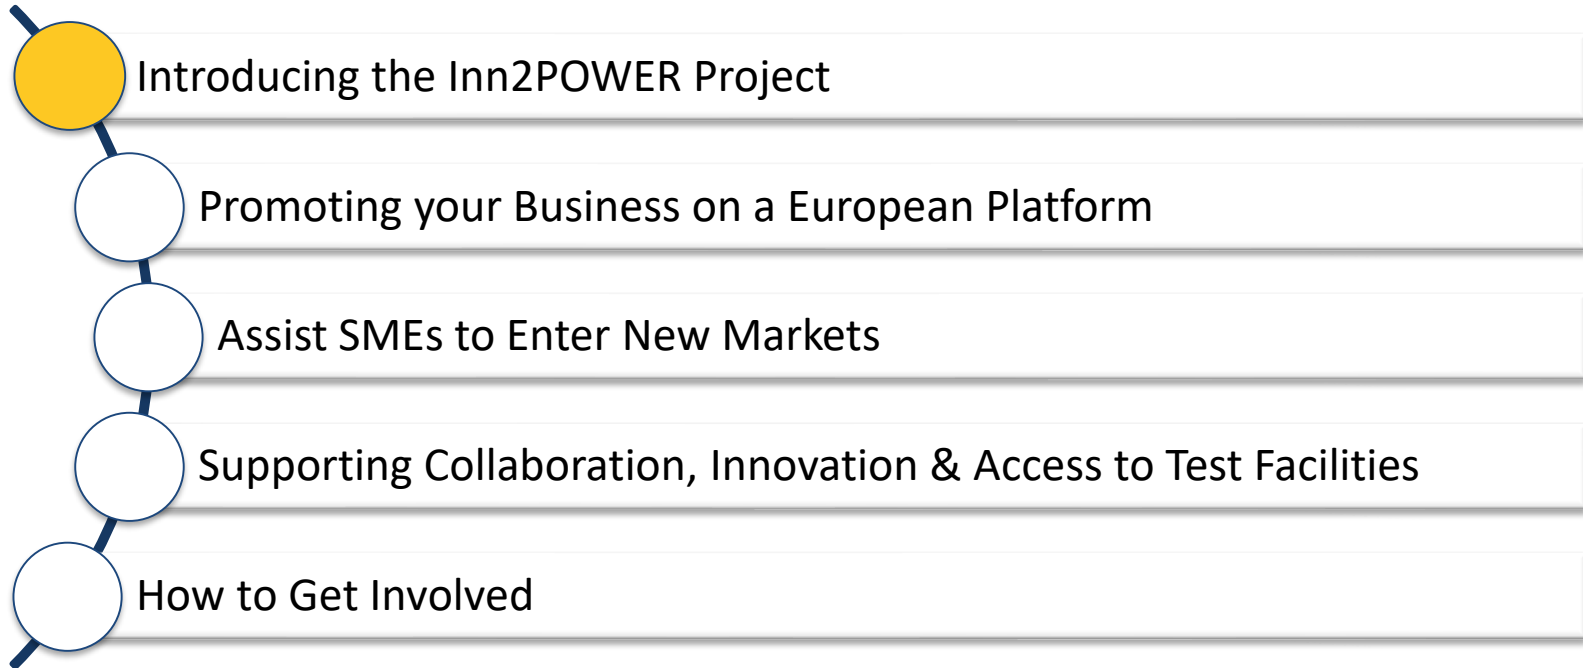 Introducing the Inn2POWER Project
Promoting your Business on a European Platform
Assist SMEs to Enter New Markets
Supporting Collaboration, Innovation & Access to Test Facilities
How to Get Involved